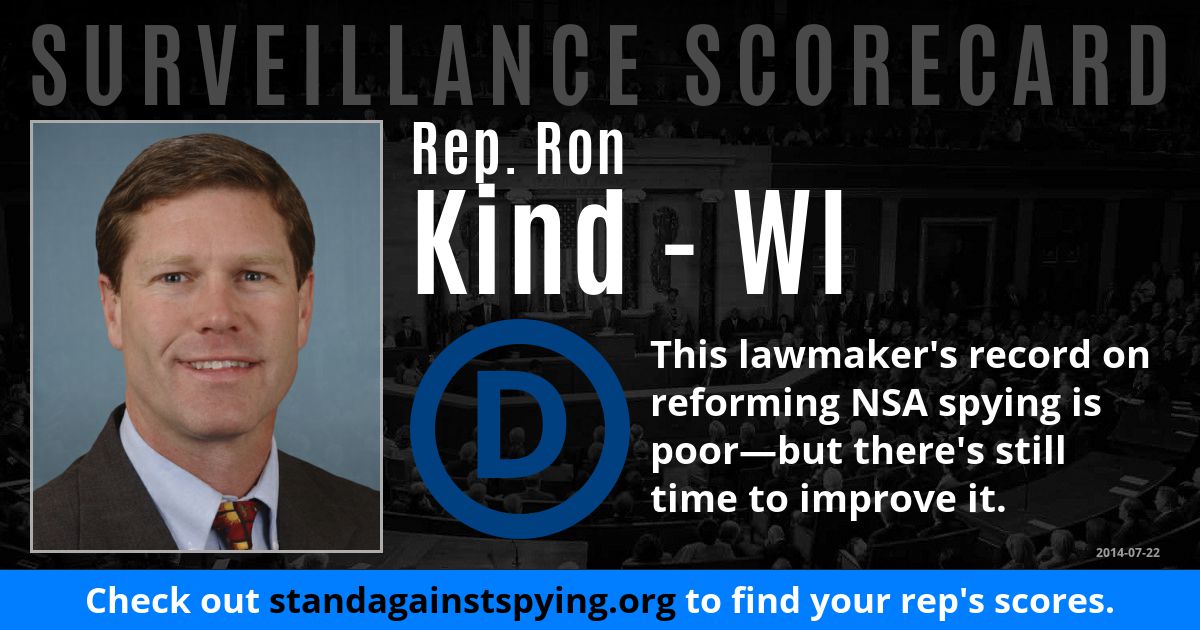 SURVEILLANCE SCORECARD
Rep. Ron
Kind - WI
D
This lawmaker's record on
reforming NSA spying is
poor—but there's still
time to improve it.
2014-07-22
Check out standagainstspying.org to find your rep's scores.